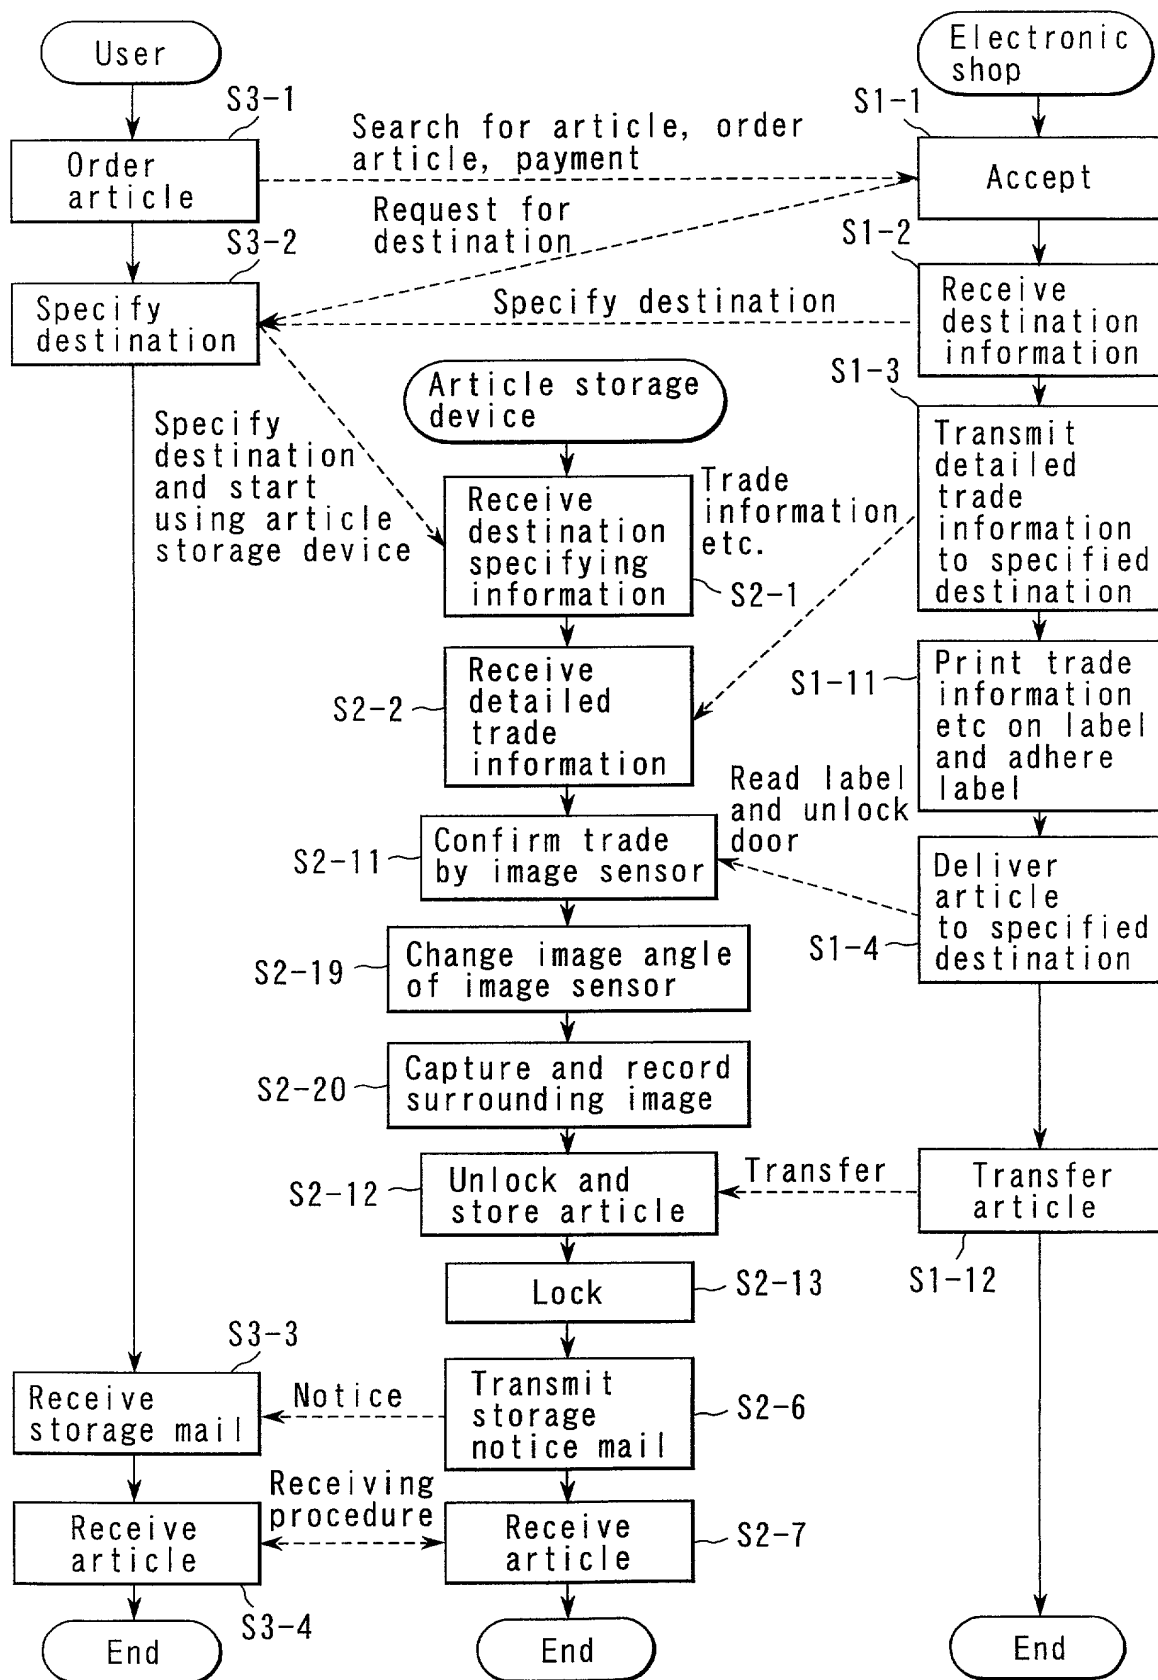 User
Electronic
shop
S3-1
S1-1
Search for article, order
article, payment
Order
article
Accept
Request for
destination
S3-2
S1-2
Specify
destination
Specify destination
Receive
destination
information
S1-3
Article storage
device
Specify
destination
and start
using article
storage device
Receive
destination
specifying
information
S2-1
Trade
information
etc.
Transmit
detailed
trade
information
to specified
destination
S2-2
Receive
detailed
trade
information
S1-11
Print trade
information
etc on label
and adhere
label
Read label
and unlock
door
S2-11
Confirm trade
by image sensor
Deliver
article
to specified
destination
S1-4
S2-19
Change image angle
of image sensor
S2-20
Capture and record
surrounding image
S2-12
Unlock and
store article
Transfer
Transfer
article
S1-12
Lock
S2-13
S3-3
Receive
storage mail
Notice
Transmit
storage
notice mail
S2-6
Receiving
procedure
Receive
article
S3-4
Receive
article
S2-7
End
End
End